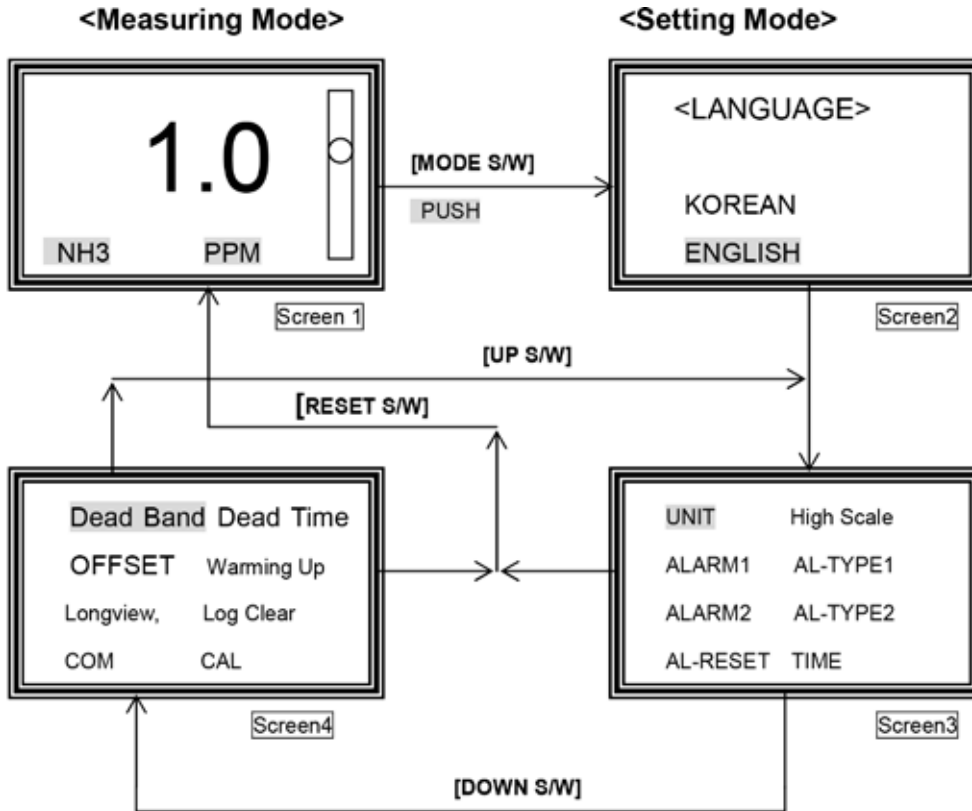 <Measuring Mode>
<Setting Mode>
1.0
NH3 PPM
Screen 1
[MODE S/W]
PUSH
<LANGUAGE>
KOREAN
ENGLISH
Screen2
[UP S/W]
[RESET S/W]
Dead Band Dead Time
OFFSET Warming Up
Longview, Log Clear
COM CAL
Screen4
UNIT High Scale
ALARM1 AL-TYPE1
ALARM2 AL-TYPE2
AL-RESET TIME
Screen3
[DOWN S/W]